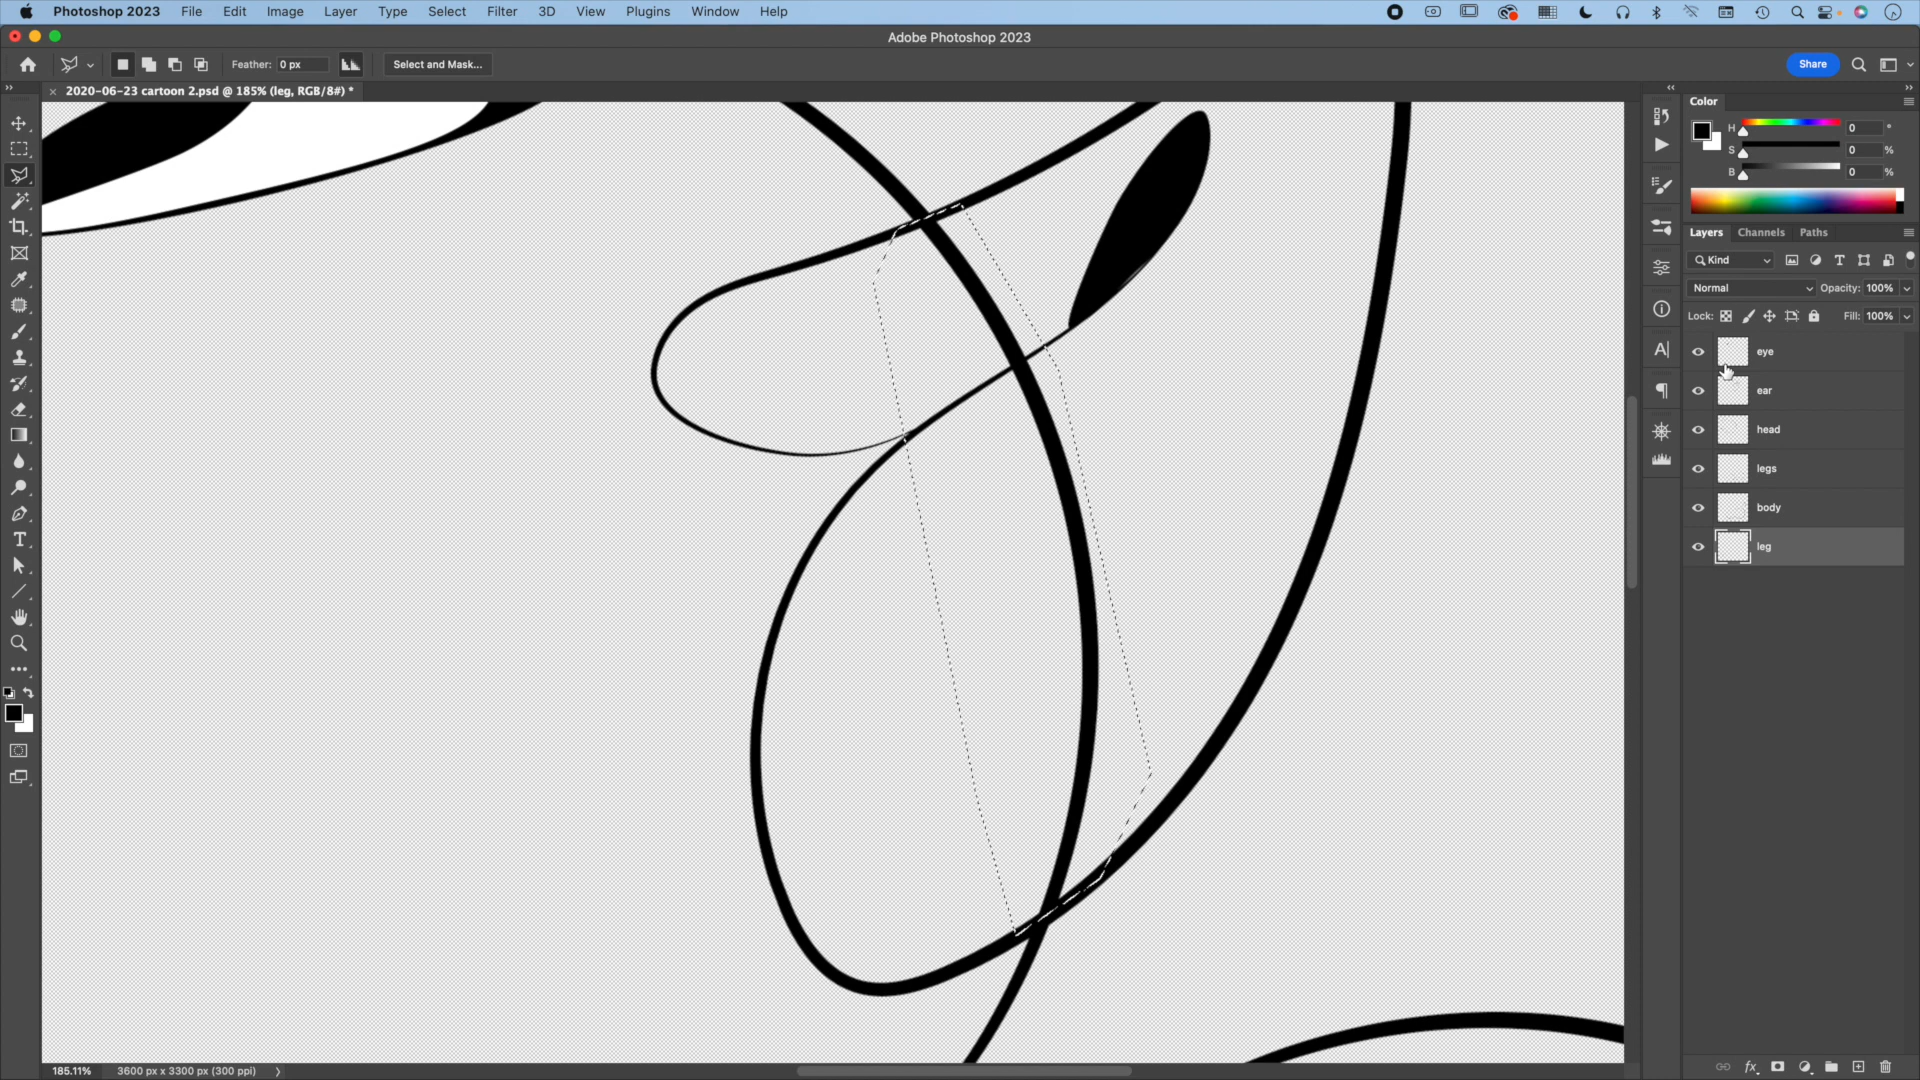 Photoshop 2023 File Edit Image Layer Type Select Filter 3D View Plugins Window Help
Adobe Photoshop 2023
Feather: 0 px Select and Mask... Share
× 2020-06-23 cartoon 2.psd @ 185% (leg, RGB/8#) *
Color
H 0 °
S 0 %
B 0 %
Layers Channels Paths
Kind
Normal Opacity: 100%
Lock: Fill: 100%
eye
ear
head
legs
body
leg
185.11% 3600 px x 3300 px (300 ppi)